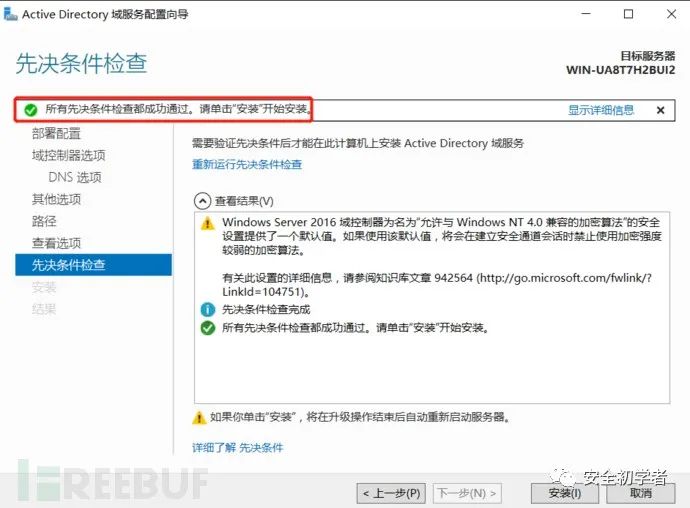 Active Directory 域服务配置向导
先决条件检查
目标服务器
WIN-UA8T7H2BUI2
所有先决条件检查都成功通过。请单击“安装”开始安装。
显示详细信息
部署配置
域控制器选项
DNS 选项
其他选项
路径
查看选项
先决条件检查
安装
结果
需要验证先决条件后才能在此计算机上安装 Active Directory 域服务
重新运行先决条件检查
查看结果(V)
Windows Server 2016 域控制器为名为“允许与 Windows NT 4.0 兼容的加密算法”的安全
设置提供了一个默认值。如果使用该默认值，将会在建立安全通道会话时禁止使用加密强度
较弱的加密算法。
有关此设置的详细信息，请参阅知识库文章 942564 (http://go.microsoft.com/fwlink/?
LinkId=104751)。
先决条件检查完成
所有先决条件检查都成功通过。请单击“安装”开始安装。
如果你单击“安装”，将在升级操作结束后自动重新启动服务器。
详细了解 先决条件
FREEBUF
安全初学者
< 上一步(P)
下一步(N) >
安装(I)
取消